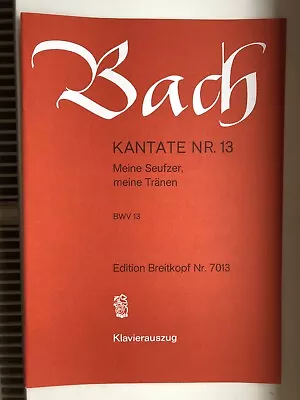 Bach
KANTATE NR. 13
Meine Seufzer,
meine Tränen
BWV 13
Edition Breitkopf Nr. 7013
Klavierauszug